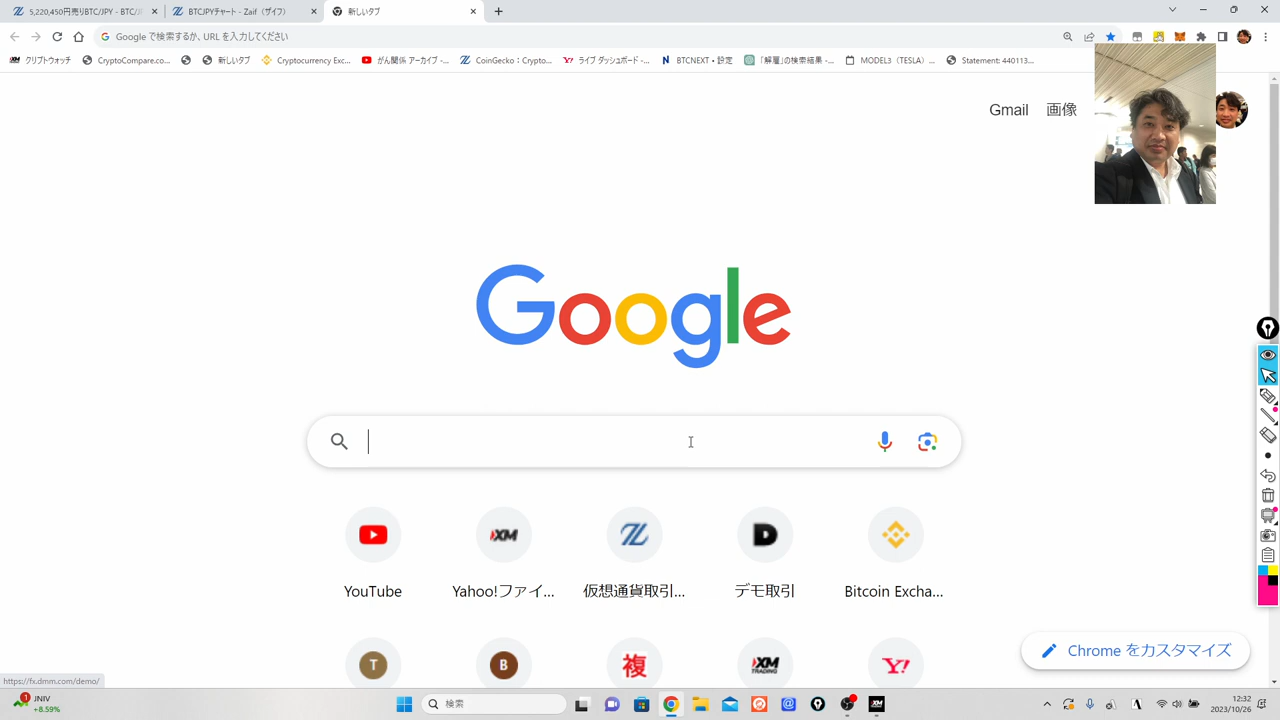 5,220,450円売りBTC/JPY - BTC/J
BTCJPYチャート - Zaif（ザイフ）
新しいタブ
Google で検索するか、URL を入力してください
クリプトウォッチ
CryptoCompare.co...
新しいタブ
Cryptocurrency Exc...
がん関係 アーカイブ -...
CoinGecko：Crypto...
ライブ ダッシュボード -...
BTCNEXT • 設定
「解雇」の検索結果 -...
MODEL3（TESLA）...
Statement: 440113...
Gmail
画像
Google
YouTube
Yahoo!ファイ...
仮想通貨取引...
デモ取引
Bitcoin Excha...
T
B
複
XM
TRADING
Y!
Chrome をカスタマイズ
https://fx.dmm.com/demo/
JNIV
+8.59%
検索
12:32
2023/10/26